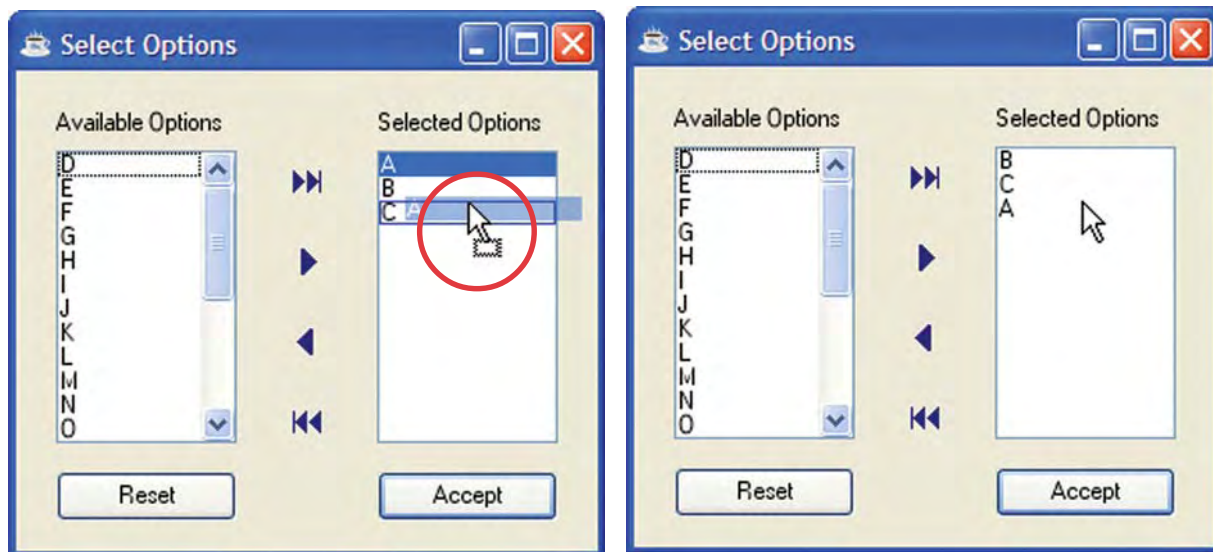 Select Options
Available Options
Selected Options
D
E
F
G
H
I
J
K
L
M
N
O
A
B
C A
Reset
Accept
Select Options
Available Options
Selected Options
D
E
F
G
H
I
J
K
L
M
N
O
B
C
A
Reset
Accept